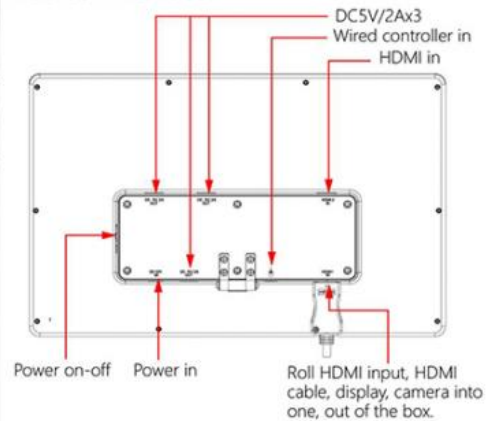 DC5V/2Ax3
Wired controller in
HDMI in
Power on-off
Power in
Roll HDMI input, HDMI
cable, display, camera into
one, out of the box.